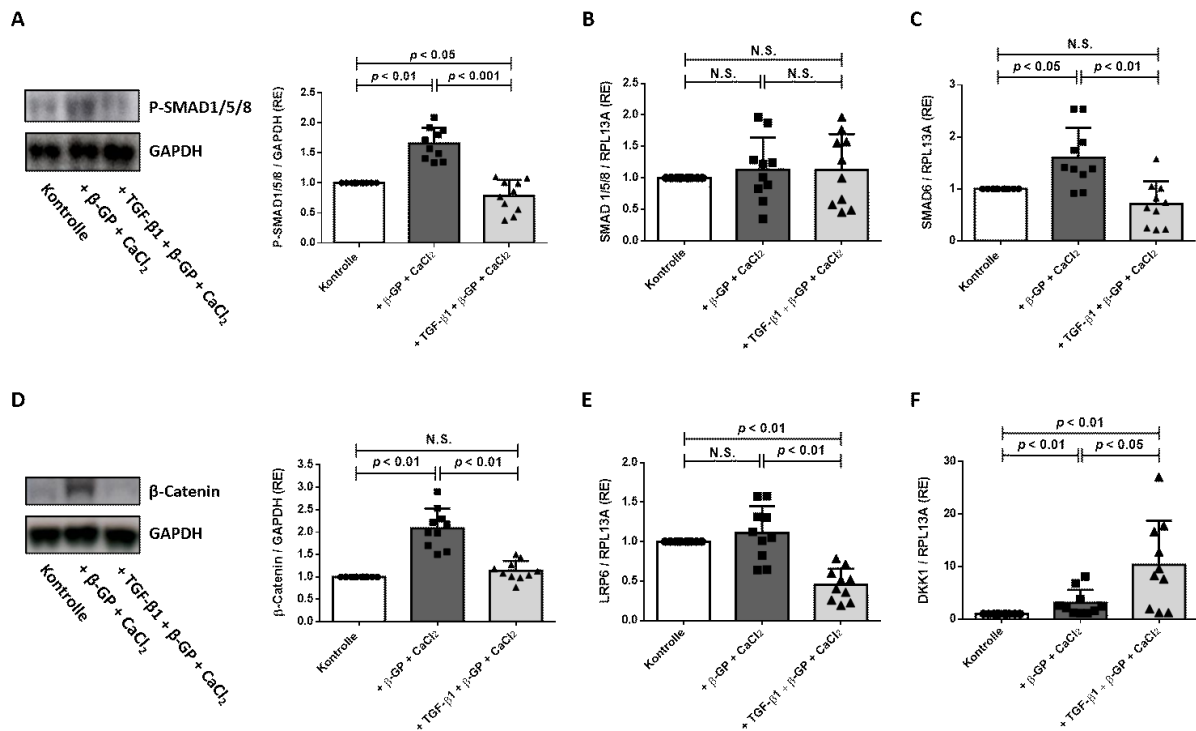 A
P-SMAD1/5/8
GAPDH
Kontrolle
+ β-GP + CaCl₂
+ TGF-β1 + β-GP + CaCl₂
p < 0.05
p < 0.01
p < 0.001
P-SMAD1/5/8 / GAPDH (RE)
2.5
2.0
1.5
1.0
0.5
0.0
Kontrolle
+ β-GP + CaCl₂
+ TGF-β1 + β-GP + CaCl₂
B
N.S.
N.S.
N.S.
SMAD 1/5/8 / RPL13A (RE)
2.5
2.0
1.5
1.0
0.5
0.0
Kontrolle
+ β-GP + CaCl₂
+ TGF-β1 + β-GP + CaCl₂
C
N.S.
p < 0.05
p < 0.01
SMAD6 / RPL13A (RE)
3
2
1
0
Kontrolle
+ β-GP + CaCl₂
+ TGF-β1 + β-GP + CaCl₂
D
β-Catenin
GAPDH
Kontrolle
+ β-GP + CaCl₂
+ TGF-β1 + β-GP + CaCl₂
N.S.
p < 0.01
p < 0.01
β-Catenin / GAPDH (RE)
3.5
3.0
2.5
2.0
1.5
1.0
0.5
0.0
Kontrolle
+ β-GP + CaCl₂
+ TGF-β1 + β-GP + CaCl₂
E
p < 0.01
N.S.
p < 0.01
LRP6 / RPL13A (RE)
2.0
1.5
1.0
0.5
0.0
Kontrolle
+ β-GP + CaCl₂
+ TGF-β1 + β-GP + CaCl₂
F
p < 0.01
p < 0.01
p < 0.05
DKK1 / RPL13A (RE)
30
20
10
0
Kontrolle
+ β-GP + CaCl₂
+ TGF-β1 + β-GP + CaCl₂